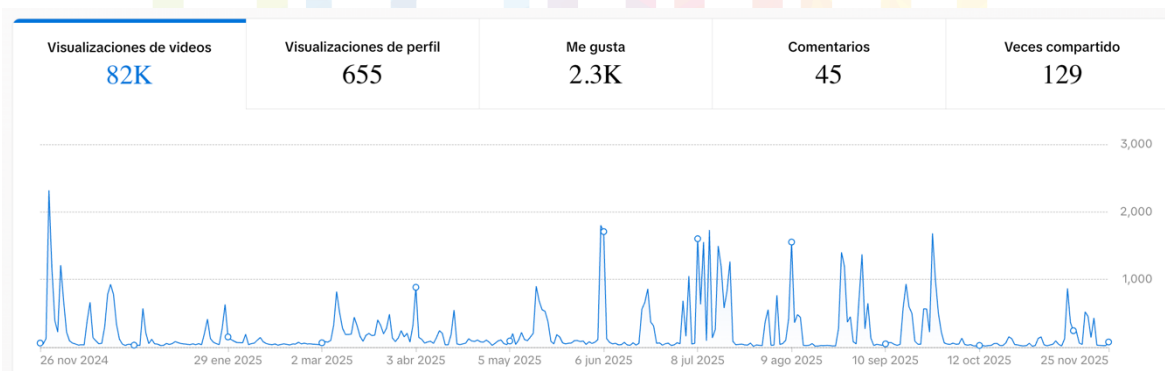 Visualizaciones de videos
82K
Visualizaciones de perfil
655
Me gusta
2.3K
Comentarios
45
Veces compartido
129
3,000
2,000
1,000
26 nov 2024 29 ene 2025 2 mar 2025 3 abr 2025 5 may 2025 6 jun 2025 8 jul 2025 9 ago 2025 10 sep 2025 12 oct 2025 25 nov 2025